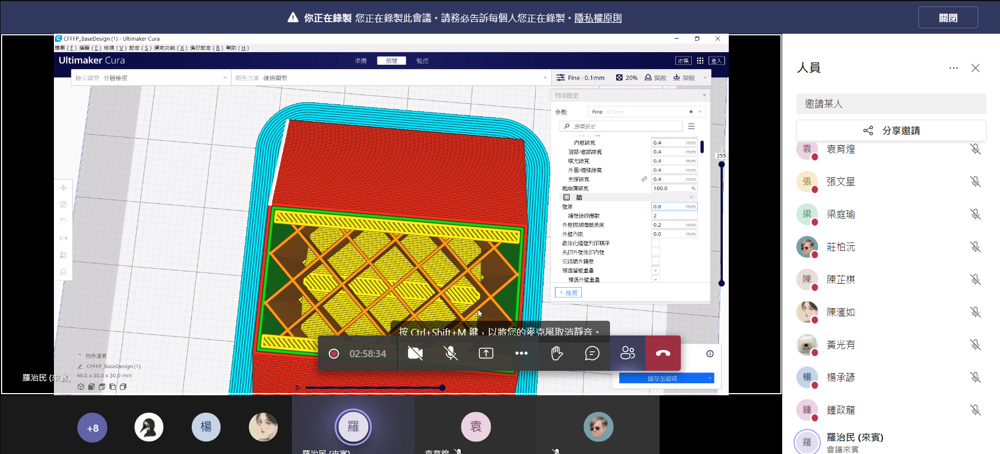 你正在錄製 您正在錄製此會議。請務必告訴每個人您正在錄製。隱私權原則
關閉
CFFFP_BaseDesign (1) - Ultimaker Cura
檔案 (F) 編輯 (E) 檢視 (V) 設定 (S) 擴充功能 (X) 偏好設定 (R) 幫助 (H)
Ultimaker Cura
準備
預覽
監控
市集
登入
檢示類型 分層檢視
顏色方案 線條類型
Fine - 0.1mm
20%
開啟
開啟
列印設定
參數
Fine - 0.1mm
搜尋設定
內壁線寬 0.4 mm
頂部/底部線寬 0.4 mm
填充線寬 0.4 mm
外圍/邊緣線寬 0.4 mm
支撐線寬 0.4 mm
起始層線寬 100.0 %
牆
壁厚 0.8 mm
牆壁線條圈數 2
外壁擦拭噴頭長度 0.2 mm
外壁內嵌 0.0 mm
最佳化牆壁列印順序
先印外壁後印內壁
交錯額外牆壁
補償牆壁重疊
補償外壁重疊
推薦
255
按 Ctrl+Shift+M 鍵，以將您的麥克風取消靜音。
02:58:34
物件清單
CFFFP_BaseDesign (1)
40.0 x 30.0 x 30.0 mm
儲存至磁碟
羅治民 (來賓)
+8
楊
羅
羅治民 (來賓)
袁
袁育煌
人員
邀請某人
分享邀請
袁 袁育煌
張 張文星
梁 梁庭瑜
莊柏沅
陳 陳芷棋
陳滙如
黃光有
楊 楊承諺
鍾 鍾政龍
羅 羅治民 (來賓)
會議來賓